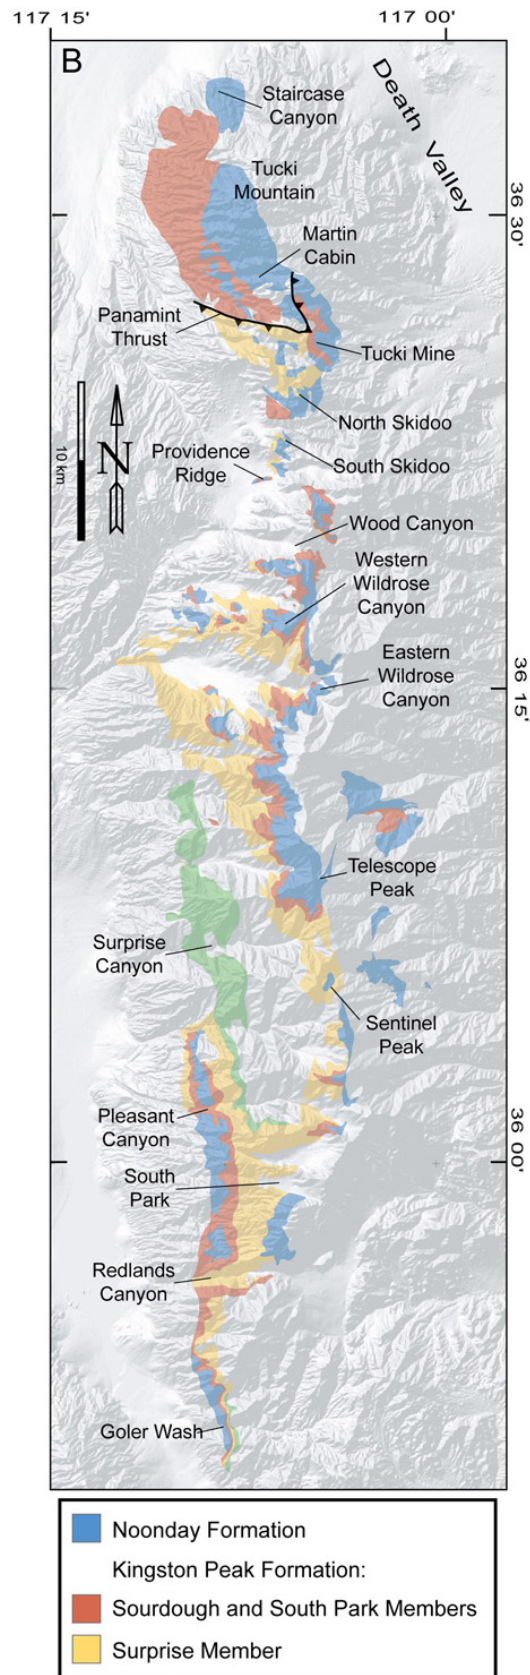 117 15'
117 00'
B
Death Valley
Staircase
Canyon
Tucki
Mountain
36 30'
Martin
Cabin
Panamint
Thrust
Tucki Mine
North Skidoo
10 km
N
Providence
Ridge
South Skidoo
Wood Canyon
Western
Wildrose
Canyon
Eastern
Wildrose
Canyon
36 15'
Telescope
Peak
Surprise
Canyon
Sentinel
Peak
Pleasant
Canyon
36 00'
South
Park
Redlands
Canyon
Goler Wash
Noonday Formation
Kingston Peak Formation:
Sourdough and South Park Members
Surprise Member